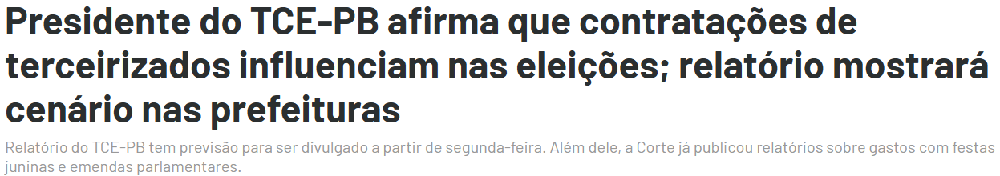 Presidente do TCE-PB afirma que contratações de
terceirizados influenciam nas eleições; relatório mostrará
cenário nas prefeituras
Relatório do TCE-PB tem previsão para ser divulgado a partir de segunda-feira. Além dele, a Corte já publicou relatórios sobre gastos com festas
juninas e emendas parlamentares.